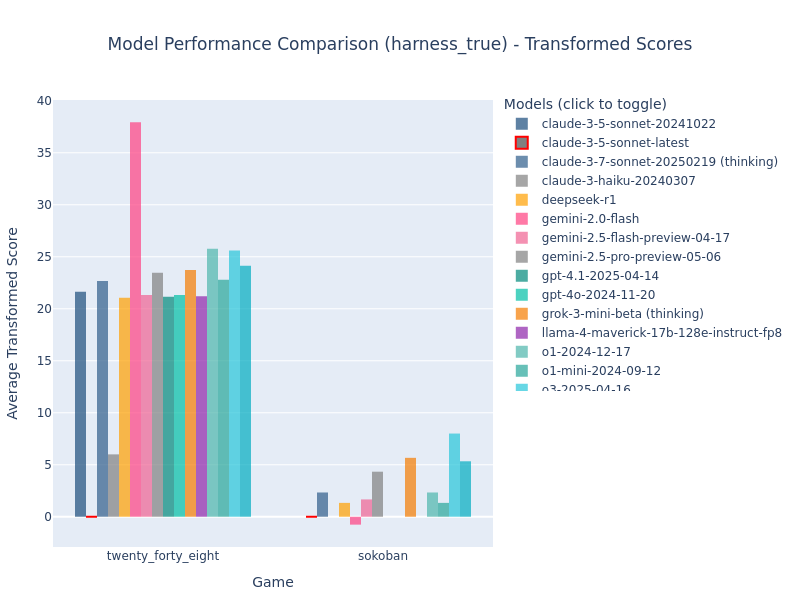 Model Performance Comparison (harness_true) - Transformed Scores
Models (click to toggle)
claude-3-5-sonnet-20241022
claude-3-5-sonnet-latest
claude-3-7-sonnet-20250219 (thinking)
claude-3-haiku-20240307
deepseek-r1
gemini-2.0-flash
gemini-2.5-flash-preview-04-17
gemini-2.5-pro-preview-05-06
gpt-4.1-2025-04-14
gpt-4o-2024-11-20
grok-3-mini-beta (thinking)
llama-4-maverick-17b-128e-instruct-fp8
o1-2024-12-17
o1-mini-2024-09-12
o3-2025-04-16
Average Transformed Score
40
35
30
25
20
15
10
5
0
twenty_forty_eight
sokoban
Game